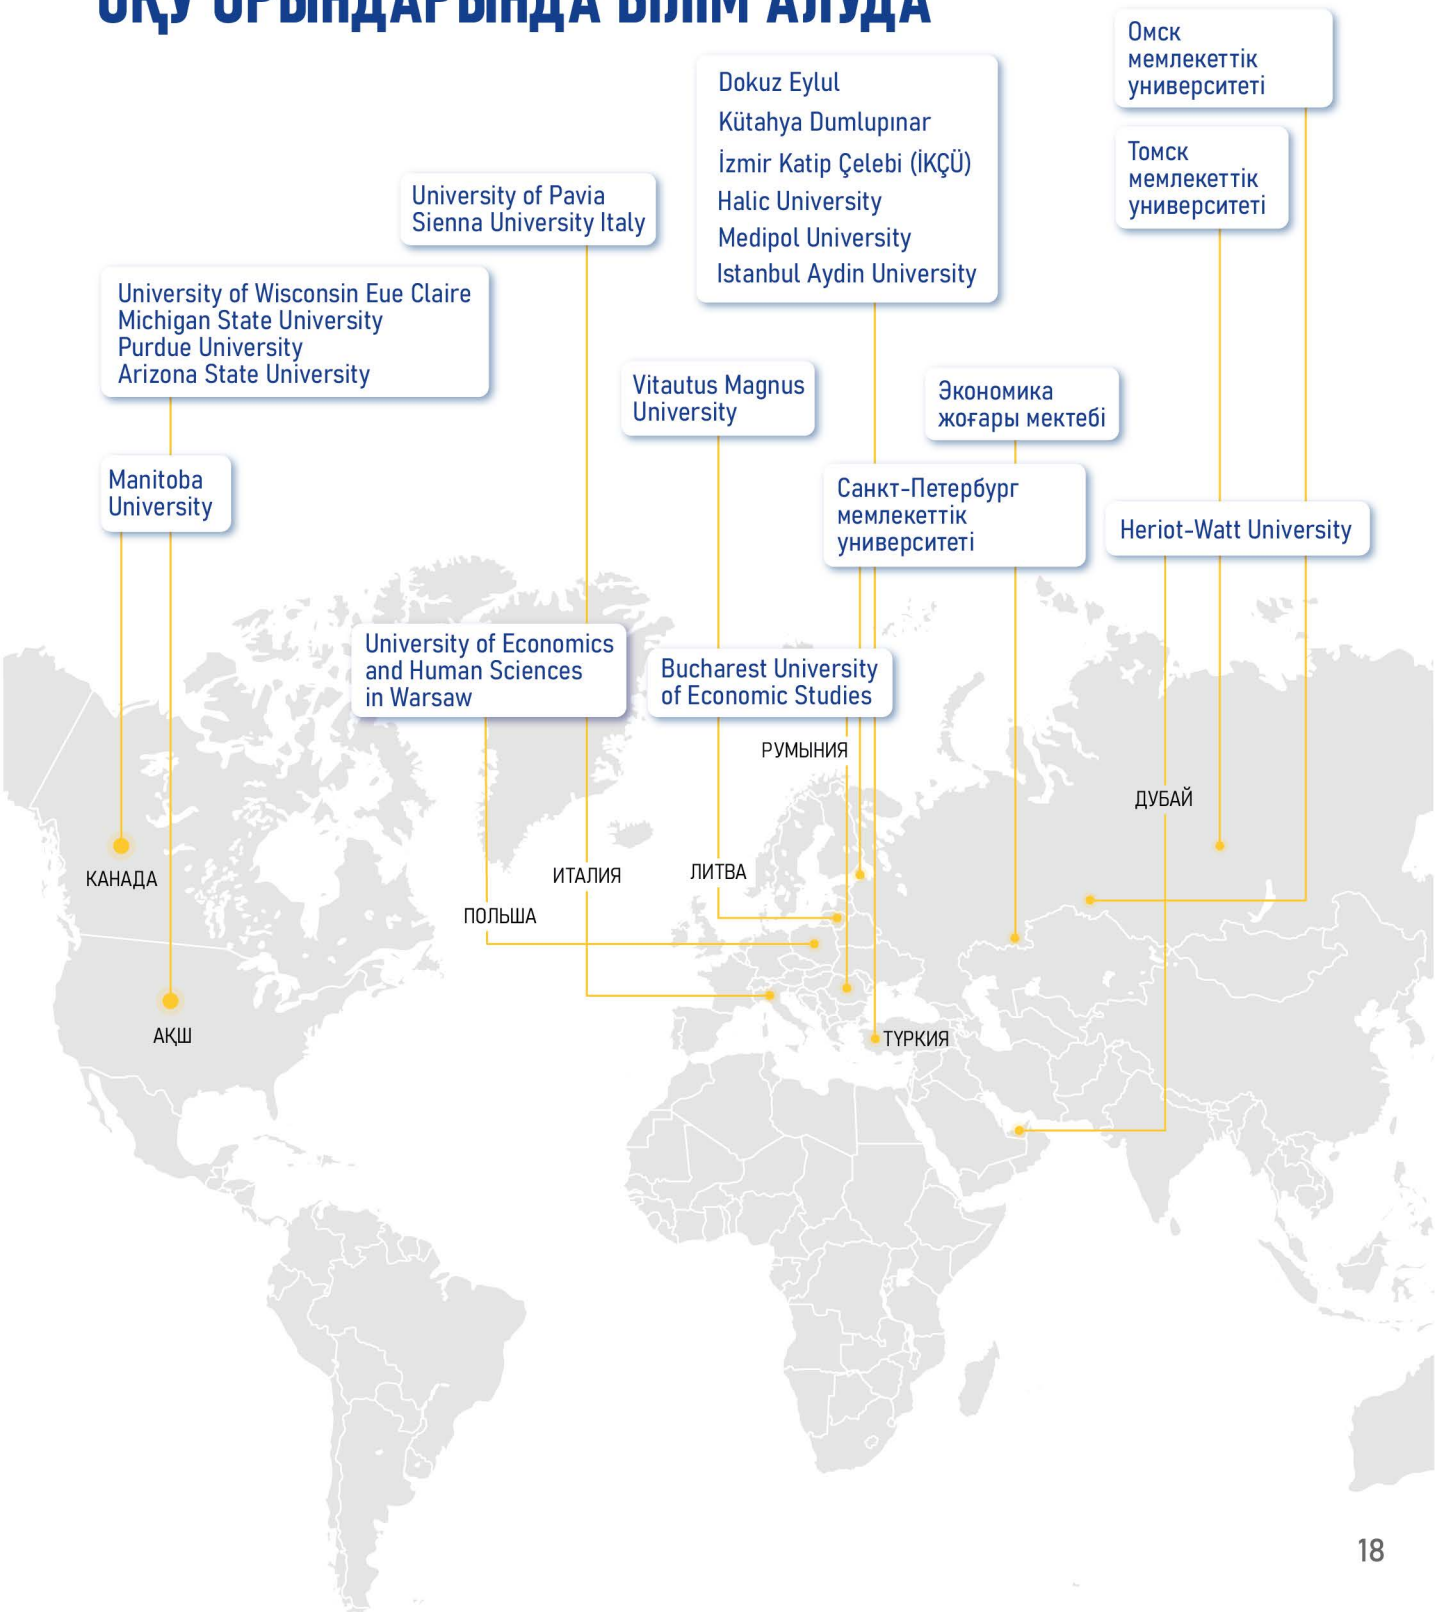 ОҚУ ОРЫНДАРЫНДА БІЛІМ АЛУДА
Омск
мемлекеттік
университеті
Dokuz Eylul
Kütahya Dumlupınar
İzmir Katip Çelebi (İKÇÜ)
Halic University
Medipol University
Istanbul Aydin University
Томск
мемлекеттік
университеті
University of Pavia
Sienna University Italy
University of Wisconsin Eue Claire
Michigan State University
Purdue University
Arizona State University
Vitautus Magnus
University
Экономика
жоғары мектебі
Manitoba
University
Санкт-Петербург
мемлекеттік
университеті
Heriot-Watt University
University of Economics
and Human Sciences
in Warsaw
Bucharest University
of Economic Studies
РУМЫНИЯ
ДУБАЙ
КАНАДА
ИТАЛИЯ
ЛИТВА
ПОЛЬША
АҚШ
ТҮРКИЯ
18